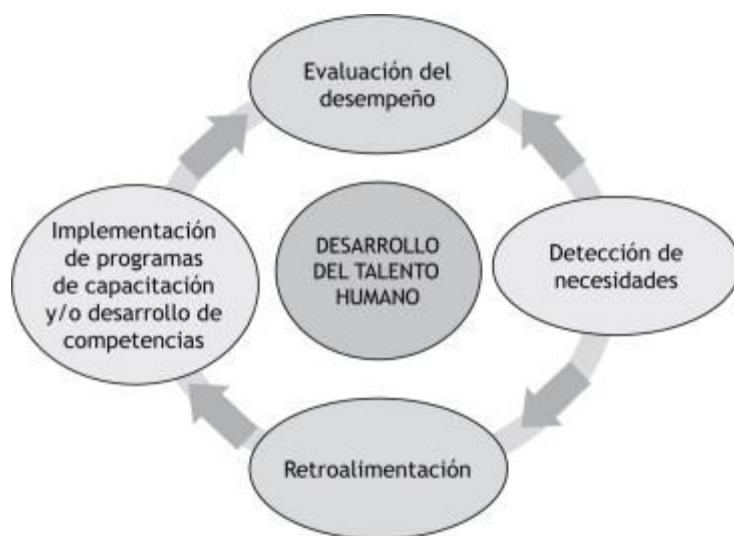 Evaluación del
desempeño
Implementación
de programas
de capacitación
y/o desarrollo de
competencias
DESARROLLO
DEL TALENTO
HUMANO
Detección de
necesidades
Retroalimentación